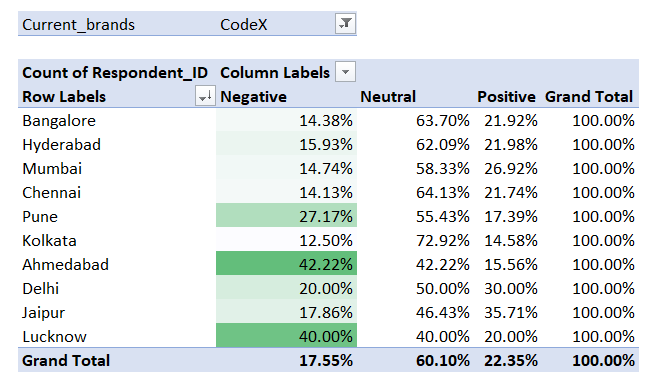 Current_brands CodeX
Count of Respondent_ID Column Labels
Row Labels Negative Neutral Positive Grand Total
Bangalore 14.38% 63.70% 21.92% 100.00%
Hyderabad 15.93% 62.09% 21.98% 100.00%
Mumbai 14.74% 58.33% 26.92% 100.00%
Chennai 14.13% 64.13% 21.74% 100.00%
Pune 27.17% 55.43% 17.39% 100.00%
Kolkata 12.50% 72.92% 14.58% 100.00%
Ahmedabad 42.22% 42.22% 15.56% 100.00%
Delhi 20.00% 50.00% 30.00% 100.00%
Jaipur 17.86% 46.43% 35.71% 100.00%
Lucknow 40.00% 40.00% 20.00% 100.00%
Grand Total 17.55% 60.10% 22.35% 100.00%